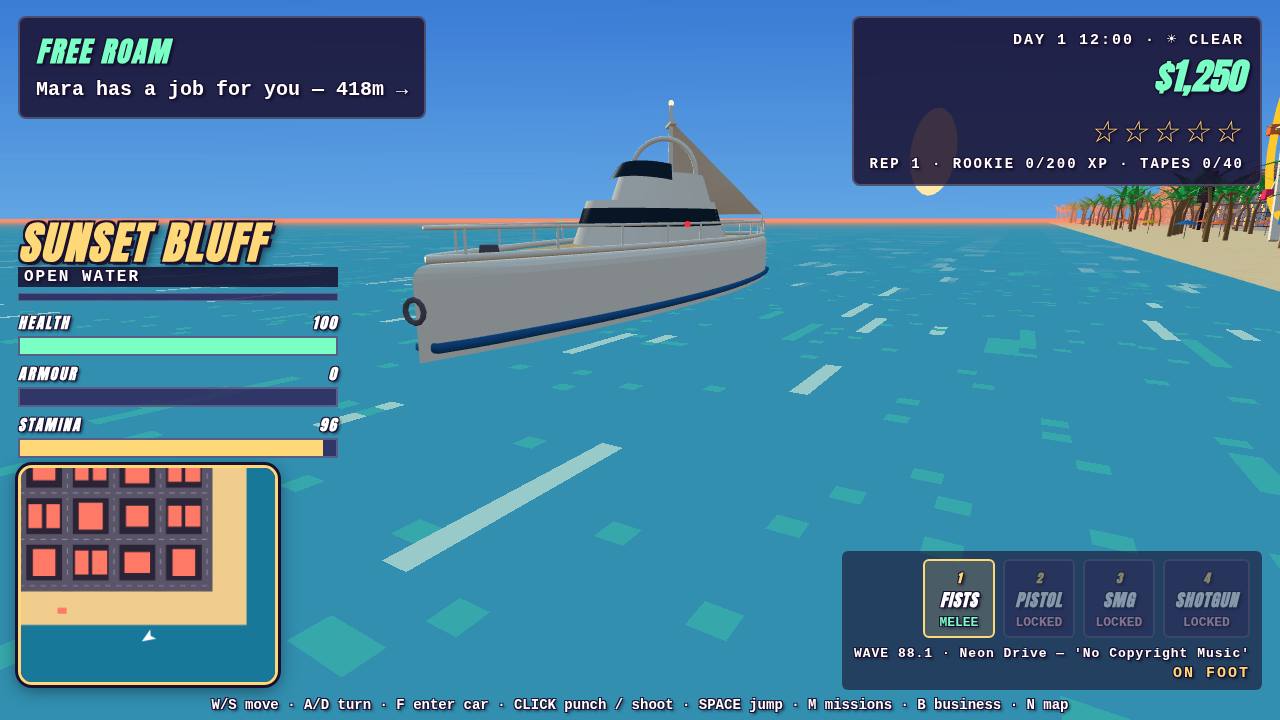 FREE ROAM
Mara has a job for you — 418m →
DAY 1 12:00 · ☀ CLEAR
$1,250
☆☆☆☆☆
REP 1 · ROOKIE 0/200 XP · TAPES 0/40
SUNSET BLUFF
OPEN WATER
HEALTH 100
ARMOUR 0
STAMINA 96
1 FISTS MELEE
2 PISTOL LOCKED
3 SMG LOCKED
4 SHOTGUN LOCKED
WAVE 88.1 · Neon Drive — 'No Copyright Music'
ON FOOT
W/S move · A/D turn · F enter car · CLICK punch / shoot · SPACE jump · M missions · B business · N map